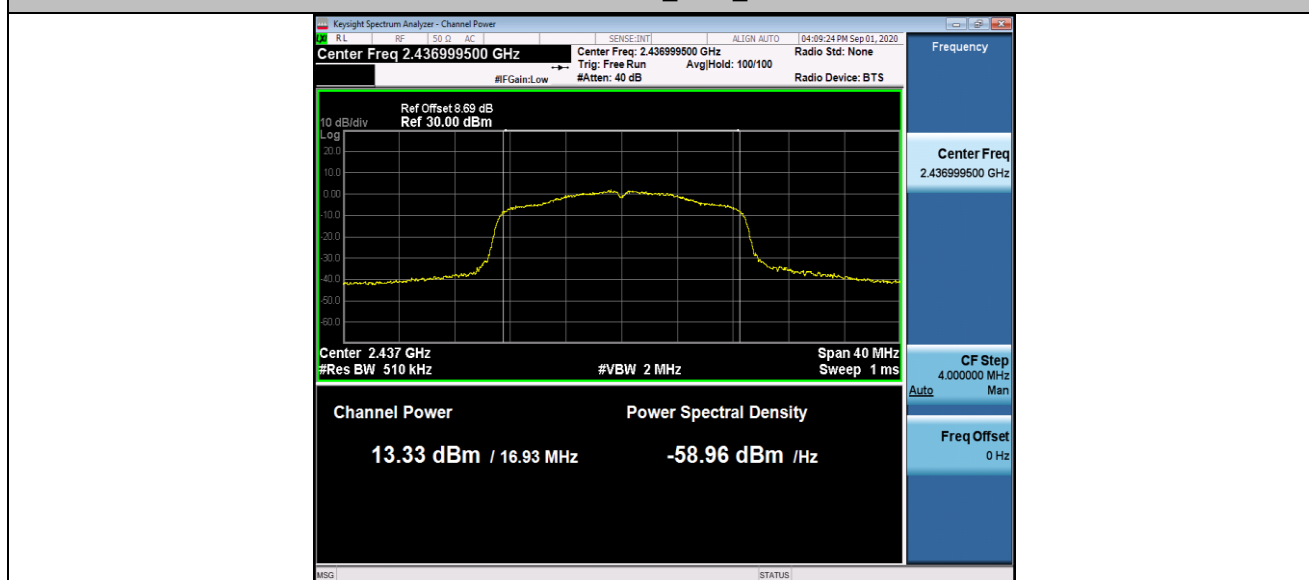 Keysight Spectrum Analyzer - Channel Power
RL RF 50 Ω AC SENSE:INT ALIGN AUTO 04:09:24 PM Sep 01, 2020
Center Freq 2.436999500 GHz
Center Freq: 2.436999500 GHz Radio Std: None
Trig: Free Run Avg|Hold: 100/100
#IFGain:Low #Atten: 40 dB Radio Device: BTS
Frequency
Ref Offset 8.69 dB
10 dB/div Ref 30.00 dBm
Log
20.0
10.0
0.00
-10.0
-20.0
-30.0
-40.0
-50.0
-60.0
Center 2.437 GHz Span 40 MHz
#Res BW 510 kHz #VBW 2 MHz Sweep 1 ms
Channel Power Power Spectral Density
13.33 dBm / 16.93 MHz -58.96 dBm /Hz
Center Freq
2.436999500 GHz
CF Step
4.000000 MHz
Auto Man
Freq Offset
0 Hz
MSG STATUS